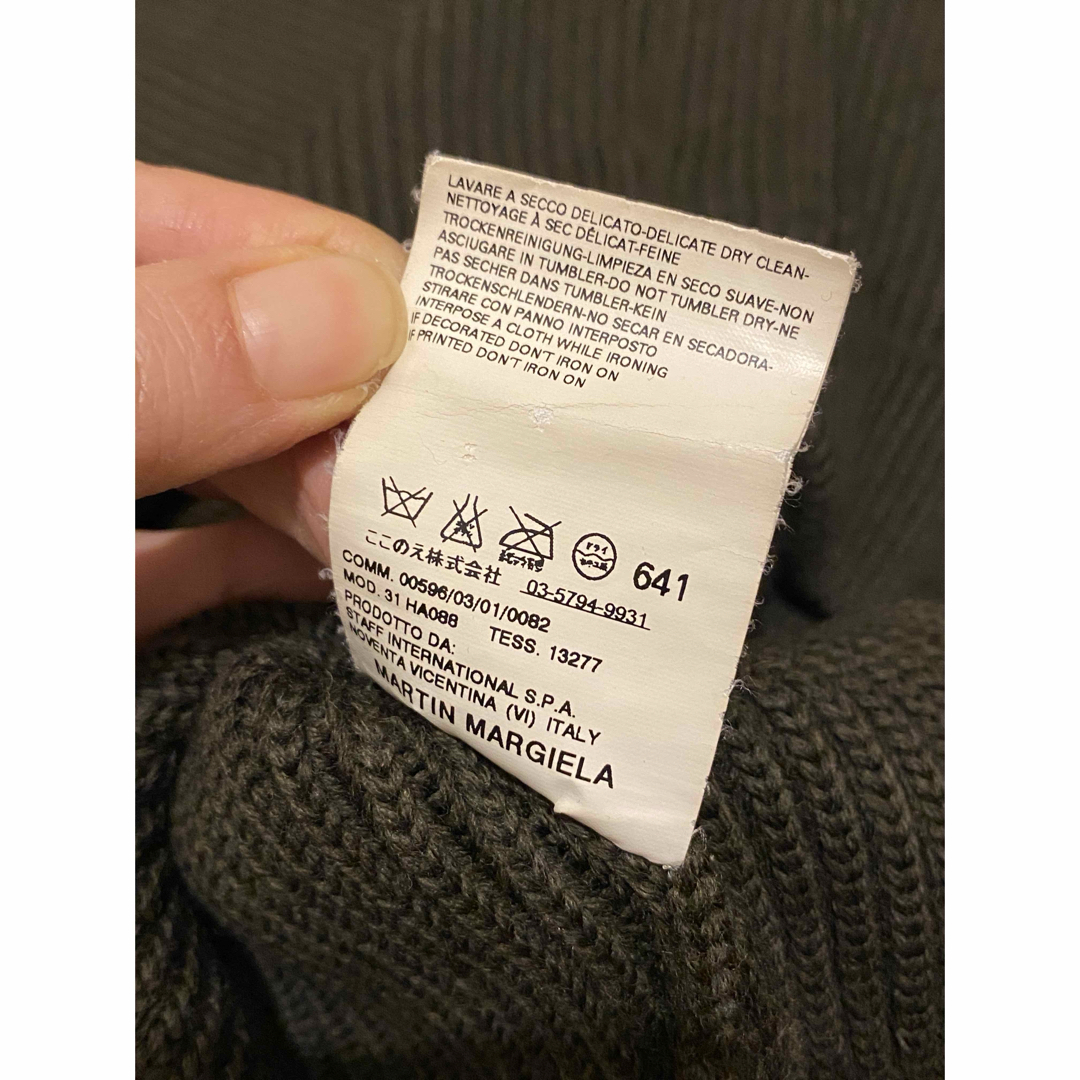 LAVARE A SECCO DELICATO-DELICATE DRY CLEAN-
NETTOYAGE À SEC DÉLICAT-FEINE
TROCKENREINIGUNG-LIMPIEZA EN SECO SUAVE-NON
ASCIUGARE IN TUMBLER-DO NOT TUMBLER DRY-NE
PAS SECHER DANS TUMBLER-KEIN
TROCKENSCHLENDERN-NO SECAR EN SECADORA-
STIRARE CON PANNO INTERPOSTO
INTERPOSE A CLOTH WHILE IRONING
IF DECORATED DON'T IRON ON
IF PRINTED DON'T IRON ON
ドライ
641
ここのえ株式会社 03-5794-9931
COMM. 00596/03/01/0082
MOD. 31 HA088 TESS. 13277
PRODOTTO DA:
STAFF INTERNATIONAL S.P.A.
NOVENTA VICENTINA (VI) ITALY
MARTIN MARGIELA